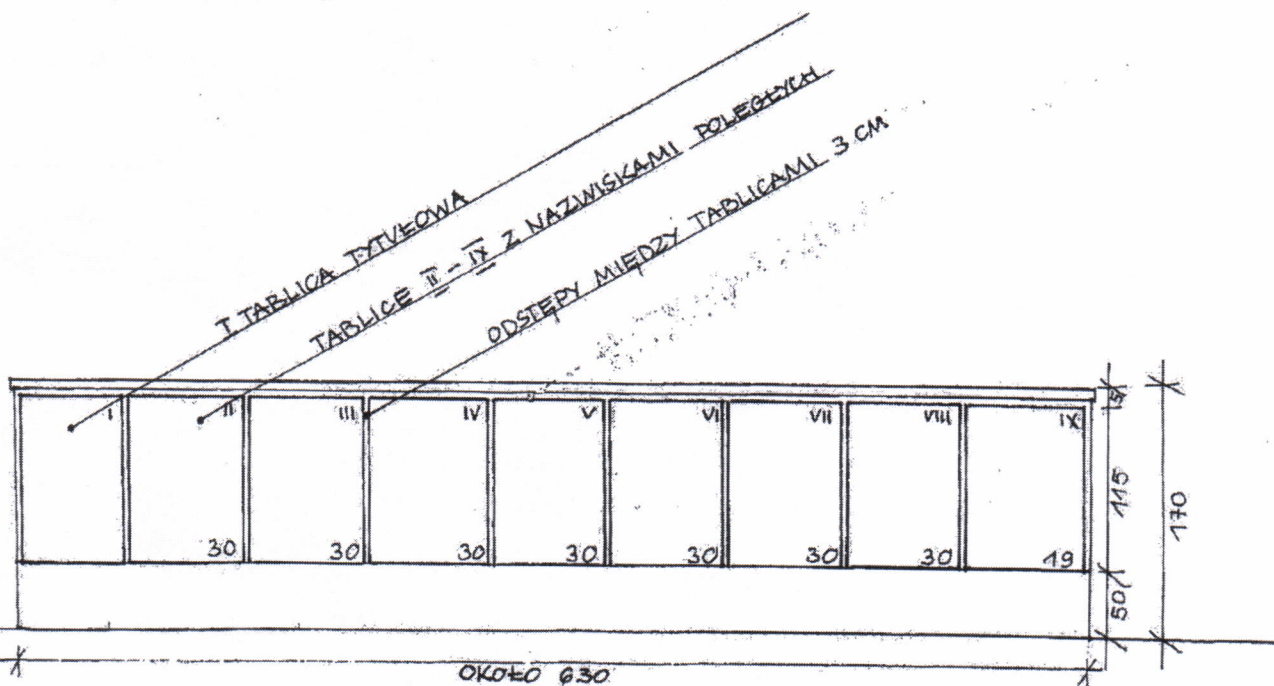 T TABLICA TYTUŁOWA
TABLICE II - IX Z NAZWISKAMI POLEGŁYCH
ODSTĘPY MIĘDZY TABLICAMI 3 CM
I II III IV V VI VII VIII IX
30 30 30 30 30 30 30 19
5
115
50
170
OKOŁO 630